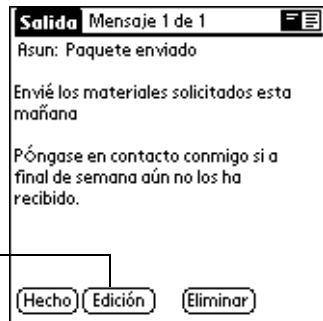 Salida Mensaje 1 de 1
Asun: Paquete enviado
Envié los materiales solicitados esta
mañana
Póngase en contacto conmigo si a
final de semana aún no los ha
recibido.
Hecho Edición Eliminar